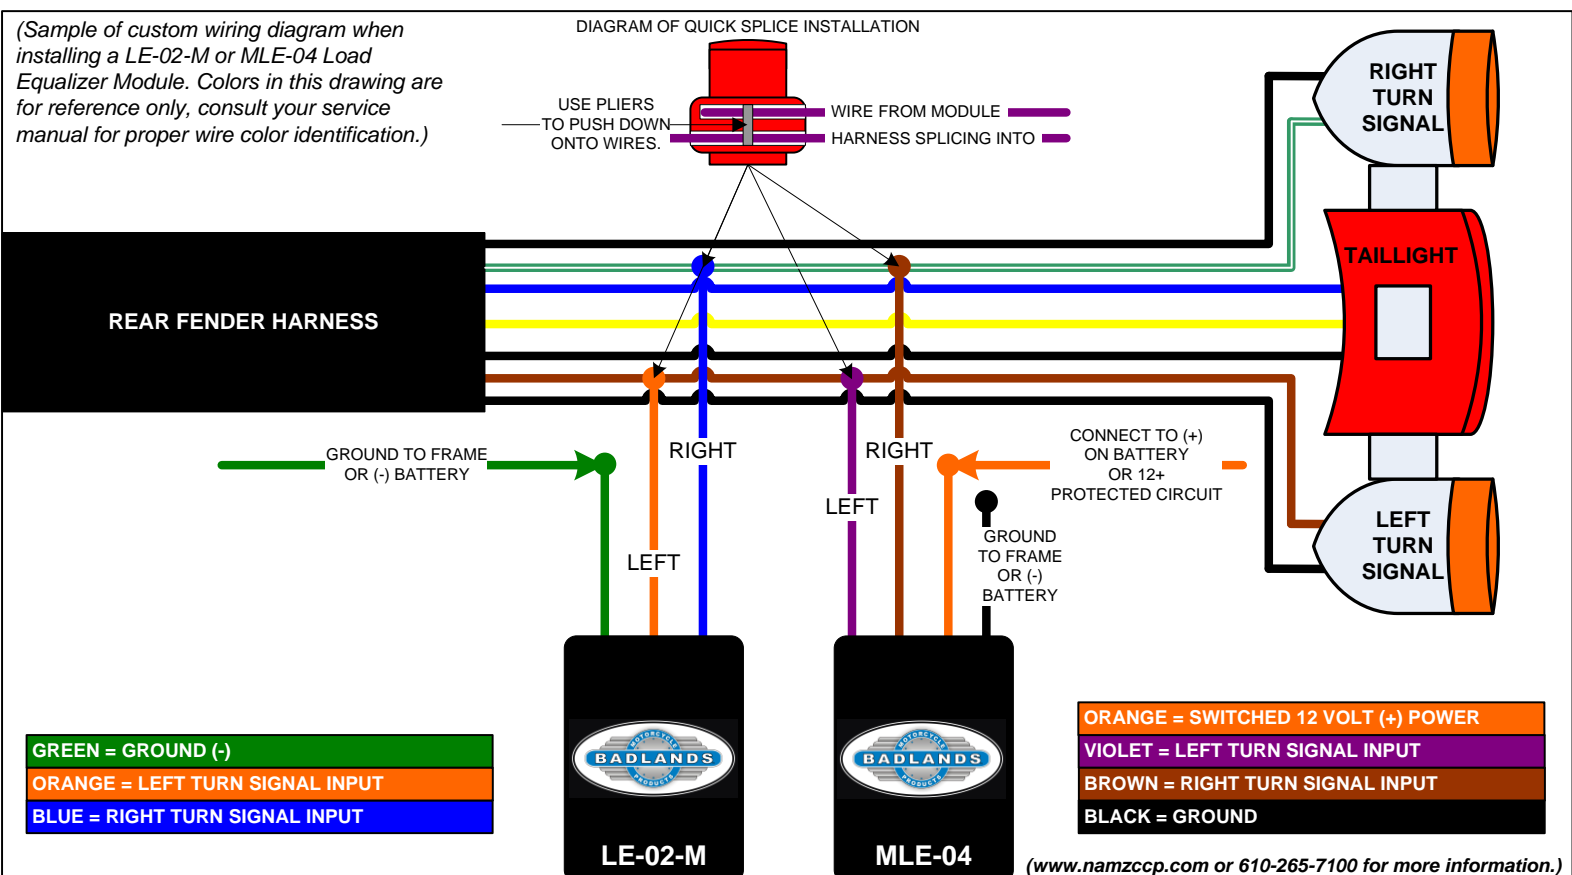 (Sample of custom wiring diagram when
installing a LE-02-M or MLE-04 Load
Equalizer Module. Colors in this drawing are
for reference only, consult your service
manual for proper wire color identification.)
DIAGRAM OF QUICK SPLICE INSTALLATION
USE PLIERS
TO PUSH DOWN
ONTO WIRES.
WIRE FROM MODULE
HARNESS SPLICING INTO
RIGHT
TURN
SIGNAL
TAILLIGHT
REAR FENDER HARNESS
LEFT
TURN
SIGNAL
GROUND TO FRAME
OR (-) BATTERY
LEFT
RIGHT
LEFT
RIGHT
CONNECT TO (+)
ON BATTERY
OR 12+
PROTECTED CIRCUIT
GROUND
TO FRAME
OR (-)
BATTERY
MOTORCYCLE
BADLANDS
PRODUCTS
LE-02-M
MOTORCYCLE
BADLANDS
PRODUCTS
MLE-04
GREEN = GROUND (-)
ORANGE = LEFT TURN SIGNAL INPUT
BLUE = RIGHT TURN SIGNAL INPUT
ORANGE = SWITCHED 12 VOLT (+) POWER
VIOLET = LEFT TURN SIGNAL INPUT
BROWN = RIGHT TURN SIGNAL INPUT
BLACK = GROUND
(www.namzccp.com or 610-265-7100 for more information.)